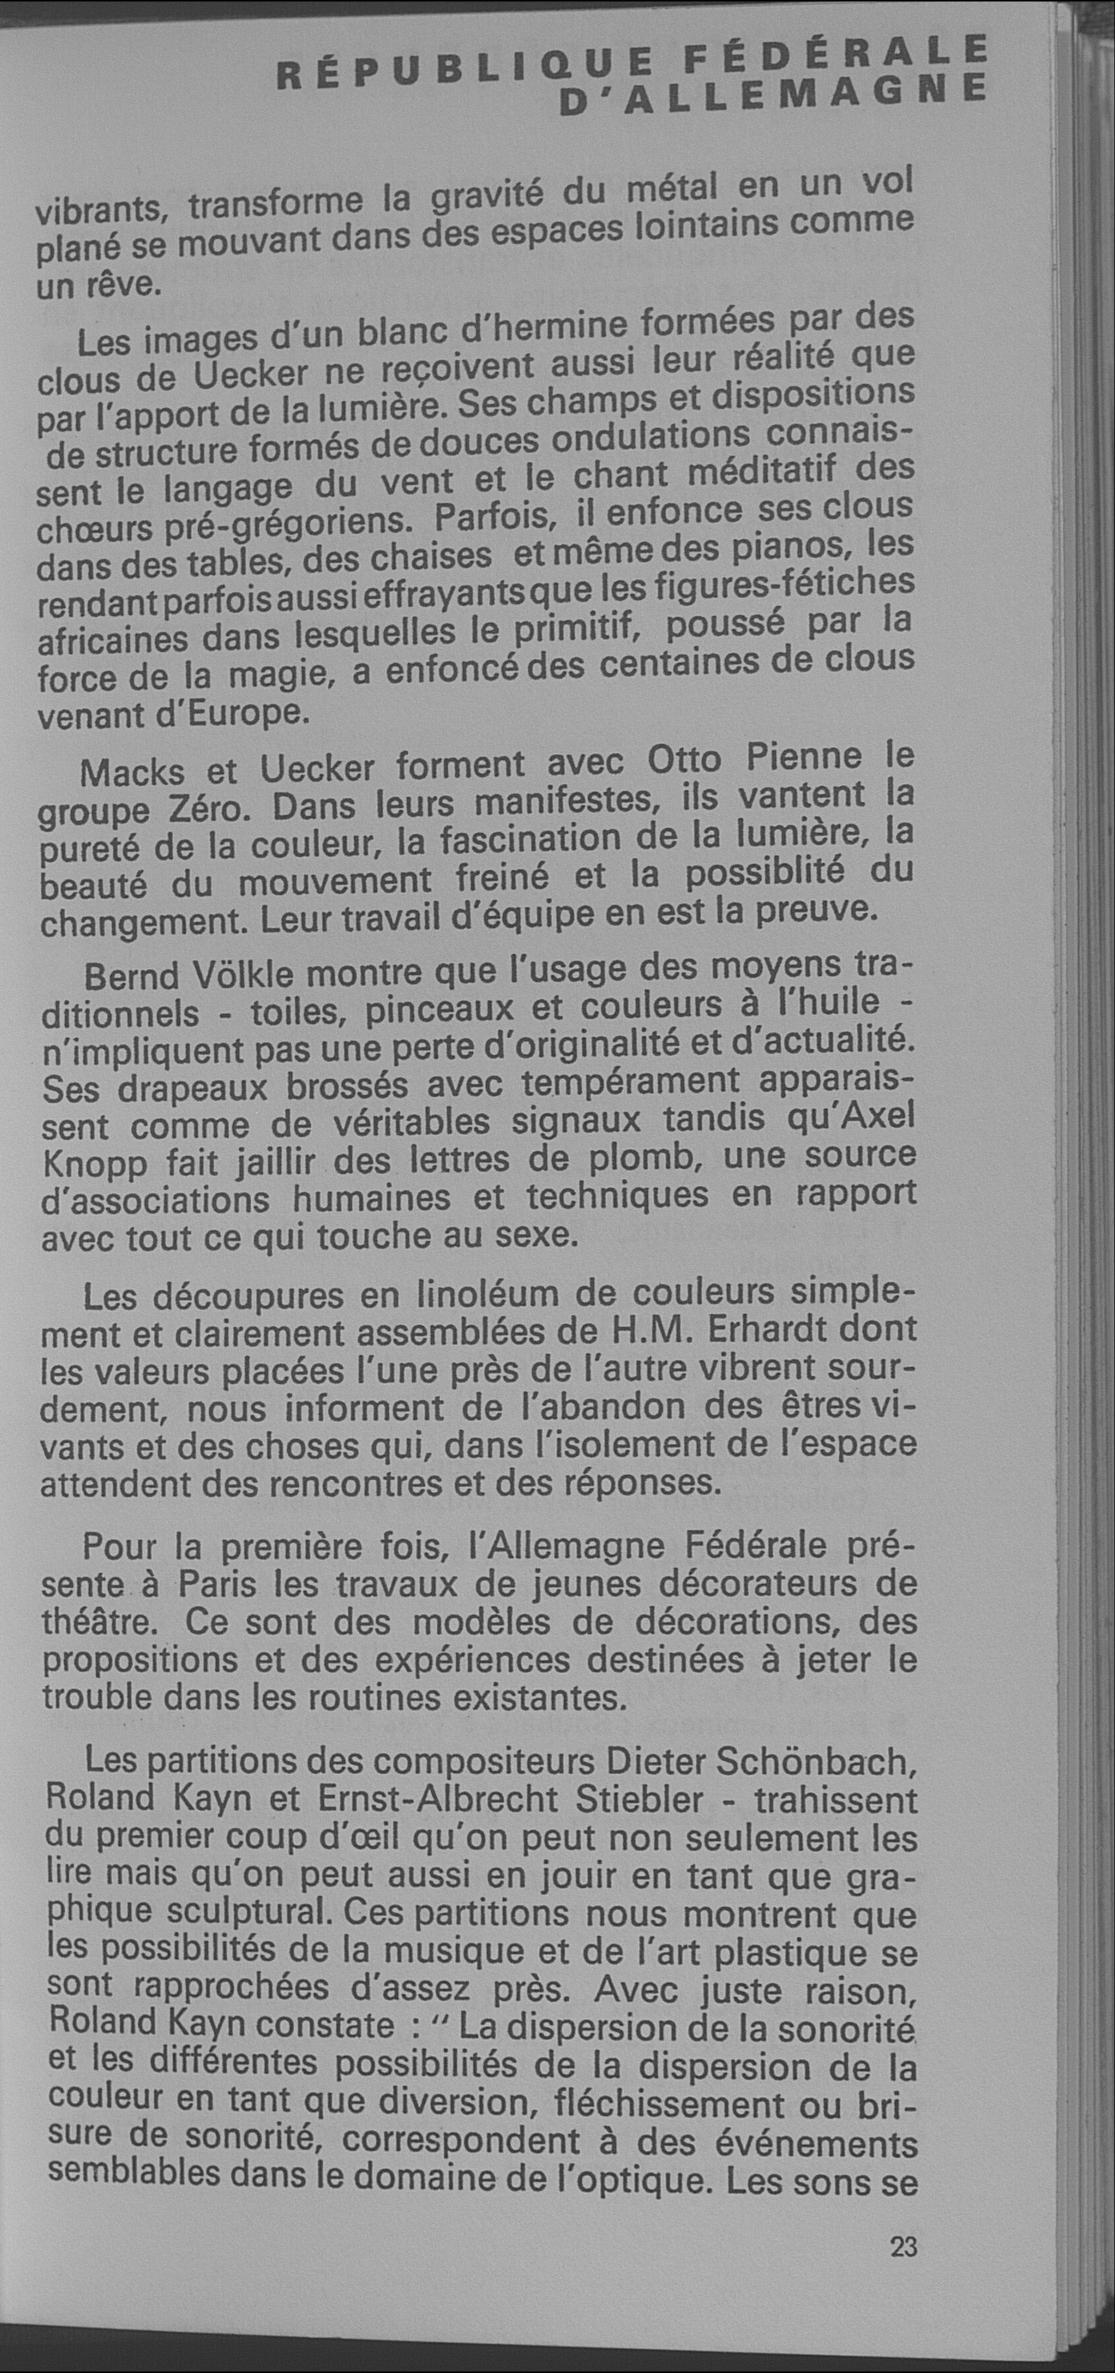 RÉPUBLIQUE FÉDÉRALE
D'ALLEMAGNE
vibrants, transforme la gravité du métal en un vol
plané se mouvant dans des espaces lointains comme
un rêve.
Les images d'un blanc d'hermine formées par des
clous de Uecker ne reçoivent aussi leur réalité que
par l'apport de la lumière. Ses champs et dispositions
de structure formés de douces ondulations connais-
sent le langage du vent et le chant méditatif des
chœurs pré-grégoriens. Parfois, il enfonce ses clous
dans des tables, des chaises et même des pianos, les
rendant parfois aussi effrayants que les figures-fétiches
africaines dans lesquelles le primitif, poussé par la
force de la magie, a enfoncé des centaines de clous
venant d'Europe.
Macks et Uecker forment avec Otto Pienne le
groupe Zéro. Dans leurs manifestes, ils vantent la
pureté de la couleur, la fascination de la lumière, la
beauté du mouvement freiné et la possiblité du
changement. Leur travail d'équipe en est la preuve.
Bernd Völkle montre que l'usage des moyens tra-
ditionnels - toiles, pinceaux et couleurs à l'huile -
n'impliquent pas une perte d'originalité et d'actualité.
Ses drapeaux brossés avec tempérament apparais-
sent comme de véritables signaux tandis qu'Axel
Knopp fait jaillir des lettres de plomb, une source
d'associations humaines et techniques en rapport
avec tout ce qui touche au sexe.
Les découpures en linoléum de couleurs simple-
ment et clairement assemblées de H.M. Erhardt dont
les valeurs placées l'une près de l'autre vibrent sour-
dement, nous informent de l'abandon des êtres vi-
vants et des choses qui, dans l'isolement de l'espace
attendent des rencontres et des réponses.
Pour la première fois, l'Allemagne Fédérale pré-
sente à Paris les travaux de jeunes décorateurs de
théâtre. Ce sont des modèles de décorations, des
propositions et des expériences destinées à jeter le
trouble dans les routines existantes.
Les partitions des compositeurs Dieter Schönbach,
Roland Kayn et Ernst-Albrecht Stiebler - trahissent
du premier coup d'œil qu'on peut non seulement les
lire mais qu'on peut aussi en jouir en tant que gra-
phique sculptural. Ces partitions nous montrent que
les possibilités de la musique et de l'art plastique se
sont rapprochées d'assez près. Avec juste raison,
Roland Kayn constate : " La dispersion de la sonorité
et les différentes possibilités de la dispersion de la
couleur en tant que diversion, fléchissement ou bri-
sure de sonorité, correspondent à des événements
semblables dans le domaine de l'optique. Les sons se
23